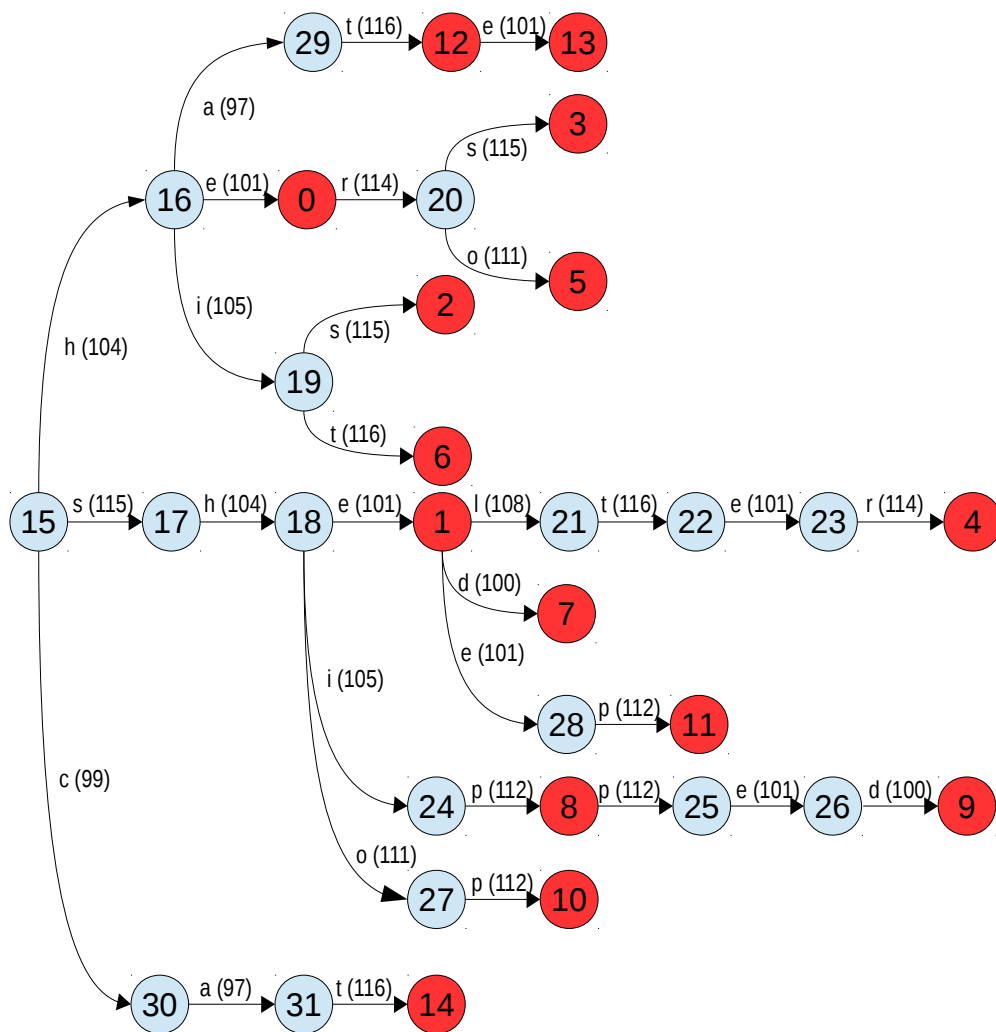 29 t (116) 12 e (101) 13
a (97)
3
s (115)
16 e (101) 0 r (114) 20
o (111)
5
i (105)
2
s (115)
h (104)
19
t (116)
6
15 s (115) 17 h (104) 18 e (101) 1 l (108) 21 t (116) 22 e (101) 23 r (114) 4
d (100)
7
e (101)
i (105)
28 p (112) 11
c (99)
24 p (112) 8 p (112) 25 e (101) 26 d (100) 9
o (111)
27 p (112) 10
30 a (97) 31 t (116) 14